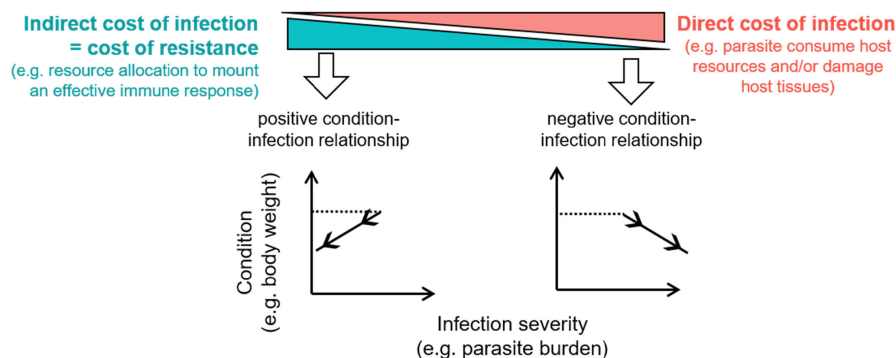 Indirect cost of infection
= cost of resistance
(e.g. resource allocation to mount
an effective immune response)
Direct cost of infection
(e.g. parasite consume host
resources and/or damage
host tissues)
positive condition-
infection relationship
negative condition-
infection relationship
Condition
(e.g. body weight)
Infection severity
(e.g. parasite burden)